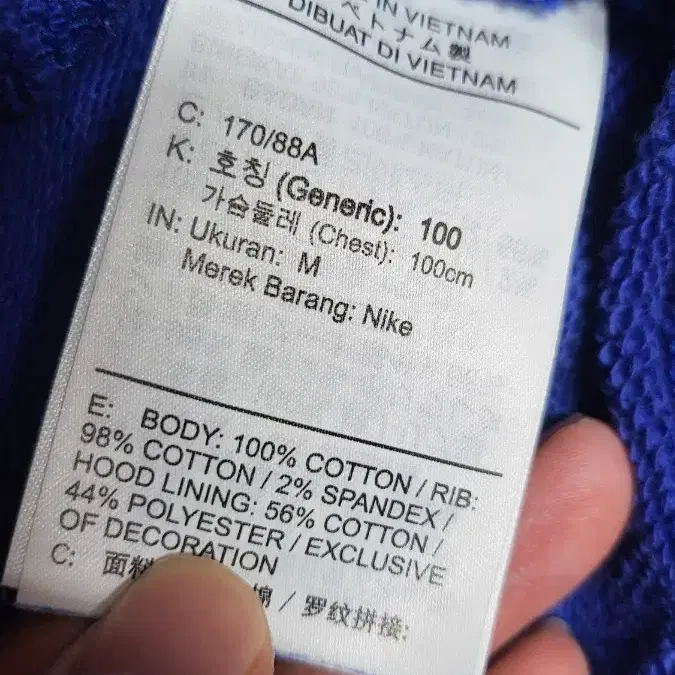 IN VIETNAM
ベトナム製
DIBUAT DI VIETNAM
C: 170/88A
K: 호칭 (Generic): 100
가슴둘레 (Chest): 100cm
IN: Ukuran: M
Merek Barang: Nike
E: BODY: 100% COTTON / RIB:
98% COTTON / 2% SPANDEX /
HOOD LINING: 56% COTTON /
44% POLYESTER / EXCLUSIVE
OF DECORATION
C: 面料
棉 / 罗纹拼接: